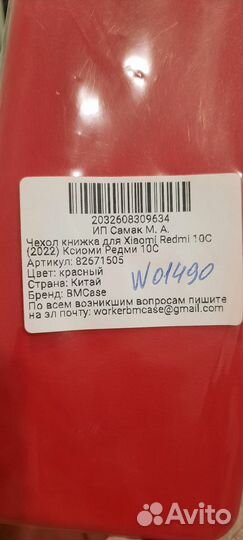 2032608309634
ИП Самак М. А.
Чехол книжка для Xiaomi Redmi 10C
(2022) Ксиоми Редми 10С
Артикул: 82671505
Цвет: красный
Страна: Китай
Бренд: BMCase
По всем возникшим вопросам пишите
на эл почту: workerbmcase@gmail.com
W01490
Avito